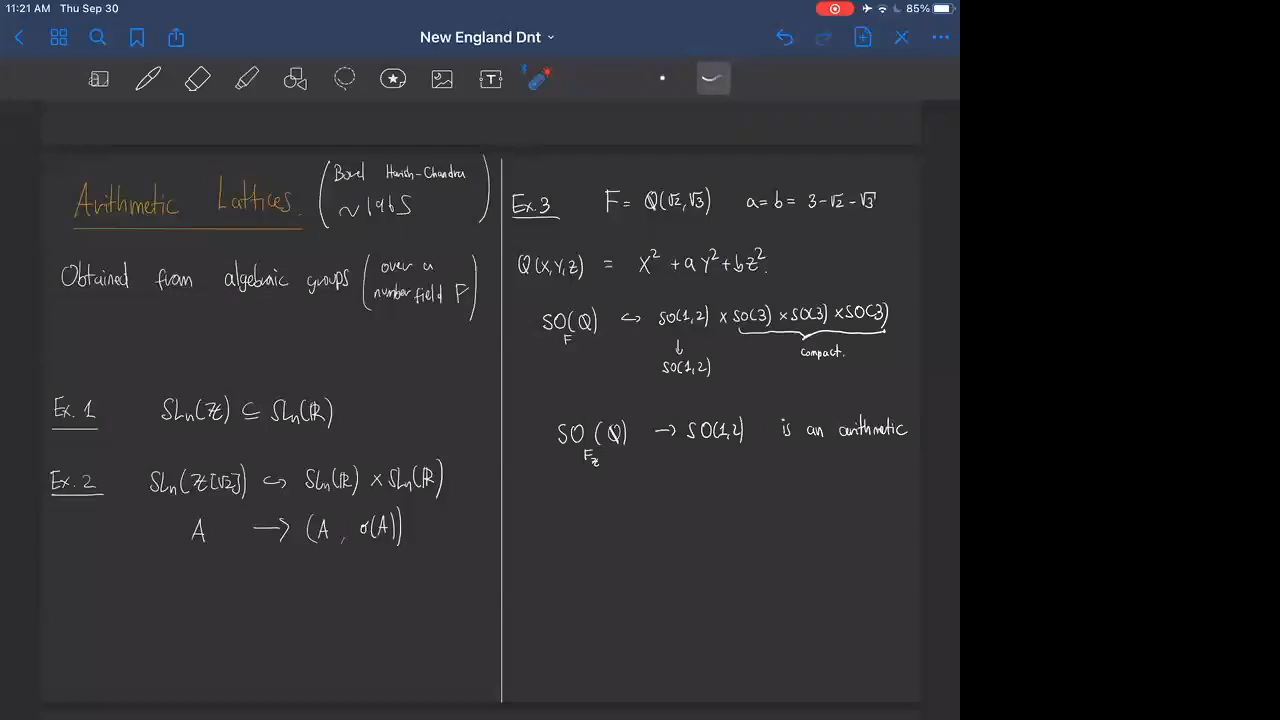 11:21 AM Thu Sep 30
85%
New England Dnt
T
Arithmetic Lattices.
(Borel Harish-Chandra
~1965)
Obtained from algebraic groups (over a
number field F)
Ex. 1 SLn(ℤ) ⊆ SLn(ℝ)
Ex. 2 SLn(ℤ[√2]) ↪ SLn(ℝ) × SLn(ℝ)
A → (A, σ(A))
Ex. 3 F = ℚ(√2,√3) a = b = 3-√2-√3
Q(X,Y,Z) = X² + aY² + bZ².
SO_F(Q) ↪ SO(1,2) × SO(3) × SO(3) × SO(3)
compact.
↓
SO(1,2)
SO_{F_ℤ}(Q) → SO(1,2) is an arithmetic